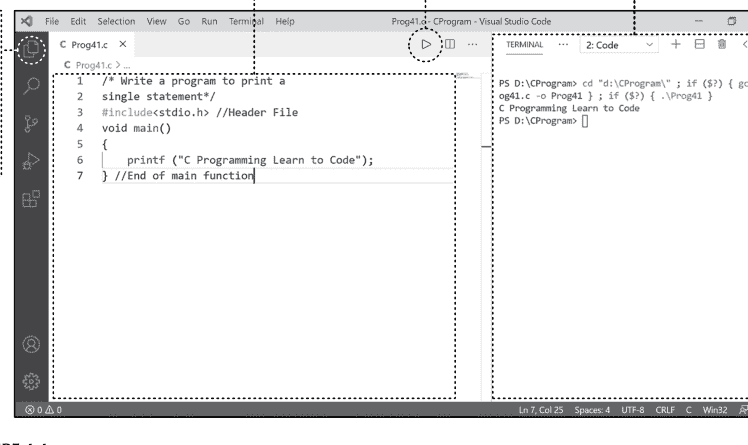 File Edit Selection View Go Run Terminal Help Prog41.c - CProgram - Visual Studio Code
C Prog41.c ×
C Prog41.c > ...
1 /* Write a program to print a
2 single statement*/
3 #include<stdio.h> //Header File
4 void main()
5 {
6 printf ("C Programming Learn to Code");
7 } //End of main function
TERMINAL ... 2: Code
PS D:\CProgram> cd "d:\CProgram\" ; if ($?) { gc
og41.c -o Prog41 } ; if ($?) { .\Prog41 }
C Programming Learn to Code
PS D:\CProgram>
0 0 Ln 7, Col 25 Spaces: 4 UTF-8 CRLF C Win32